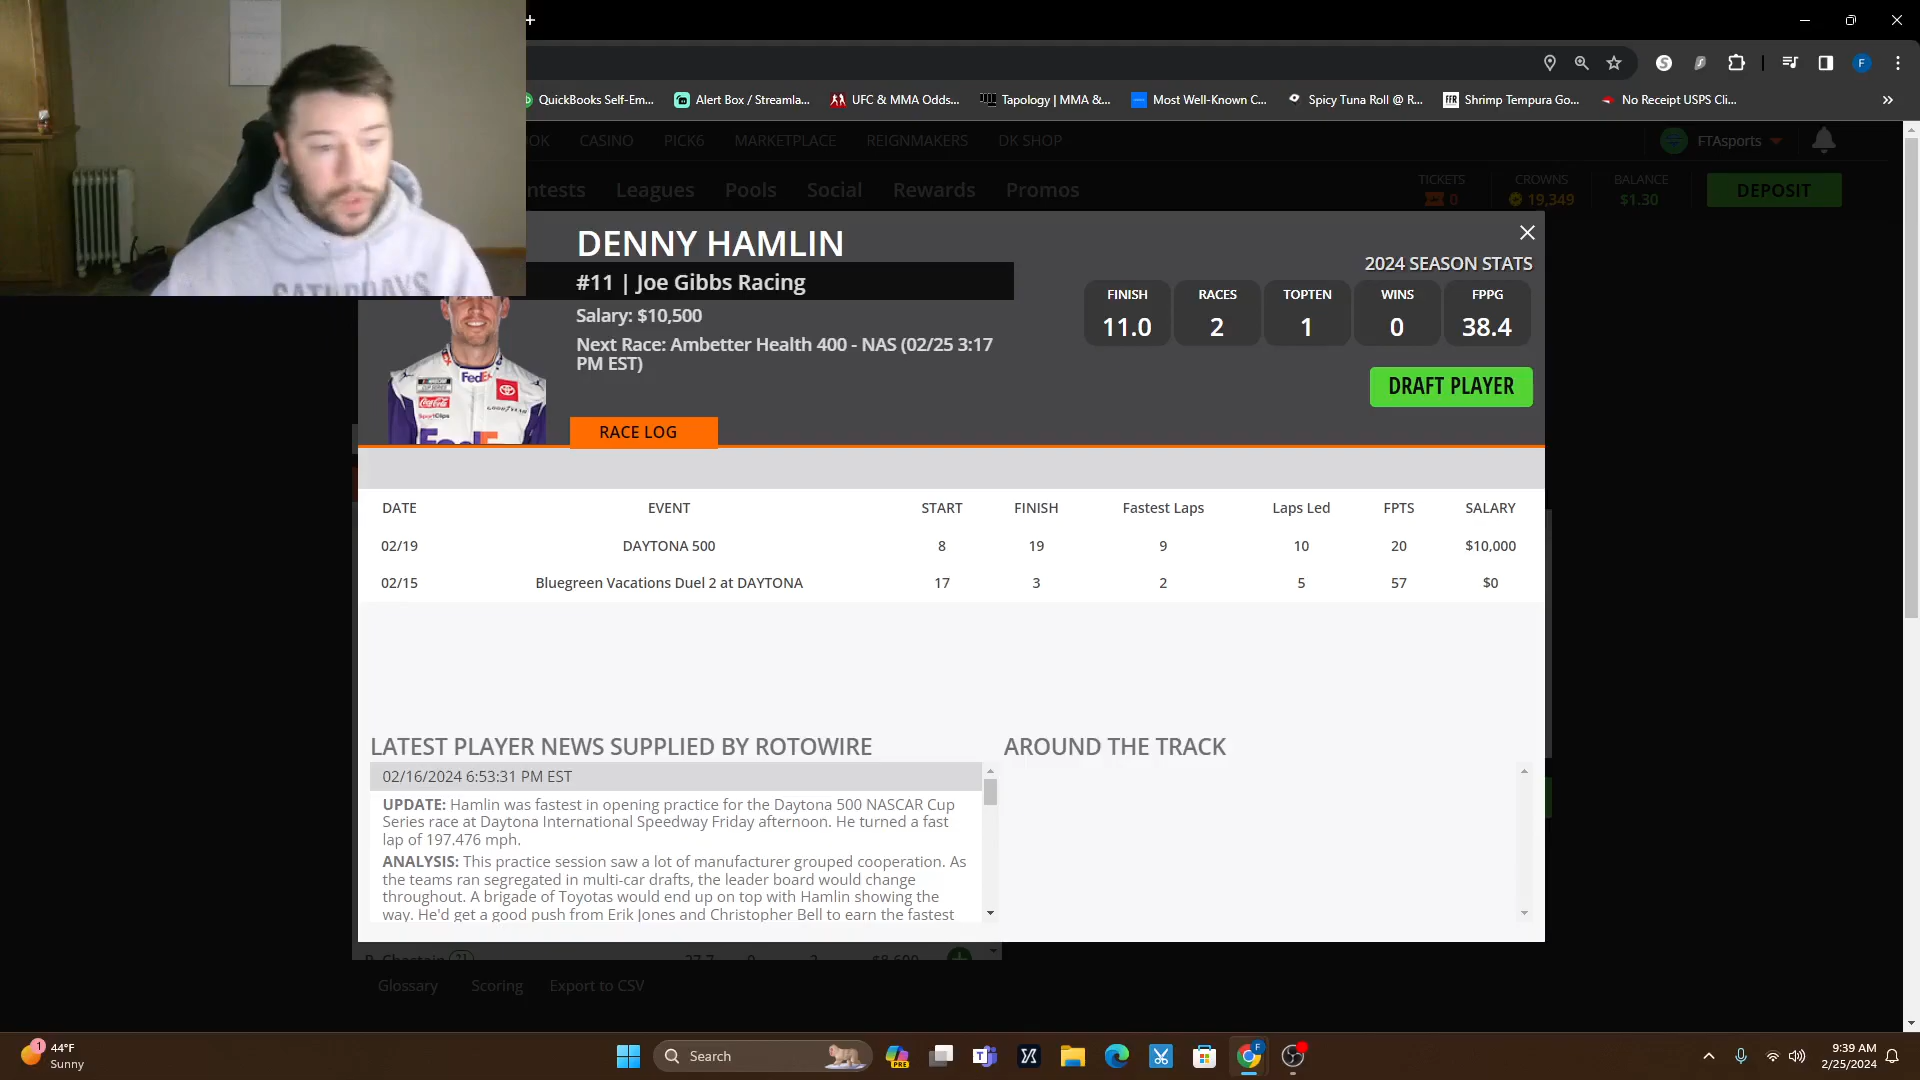 QuickBooks Self-Em...
Alert Box / Streamla...
UFC & MMA Odds...
Tapology | MMA &...
Most Well-Known C...
Spicy Tuna Roll @ R...
Shrimp Tempura Go...
No Receipt USPS Cli...
OK
CASINO
PICK6
MARKETPLACE
REIGNMAKERS
DK SHOP
FTAsports
ntests
Leagues
Pools
Social
Rewards
Promos
TICKETS
0
CROWNS
19,349
BALANCE
$1.30
DEPOSIT
DENNY HAMLIN
#11 | Joe Gibbs Racing
Salary: $10,500
Next Race: Ambetter Health 400 - NAS (02/25 3:17
PM EST)
2024 SEASON STATS
FINISH RACES TOPTEN WINS FPPG
11.0 2 1 0 38.4
DRAFT PLAYER
FedEx
Coca-Cola
SportClips
FedE
RACE LOG
DATE EVENT START FINISH Fastest Laps Laps Led FPTS SALARY
02/19 DAYTONA 500 8 19 9 10 20 $10,000
02/15 Bluegreen Vacations Duel 2 at DAYTONA 17 3 2 5 57 $0
LATEST PLAYER NEWS SUPPLIED BY ROTOWIRE
02/16/2024 6:53:31 PM EST
UPDATE: Hamlin was fastest in opening practice for the Daytona 500 NASCAR Cup
Series race at Daytona International Speedway Friday afternoon. He turned a fast
lap of 197.476 mph.
ANALYSIS: This practice session saw a lot of manufacturer grouped cooperation. As
the teams ran segregated in multi-car drafts, the leader board would change
throughout. A brigade of Toyotas would end up on top with Hamlin showing the
way. He'd get a good push from Erik Jones and Christopher Bell to earn the fastest
AROUND THE TRACK
Glossary
Scoring
Export to CSV
1
44°F
Sunny
Search
PRE
9:39 AM
2/25/2024